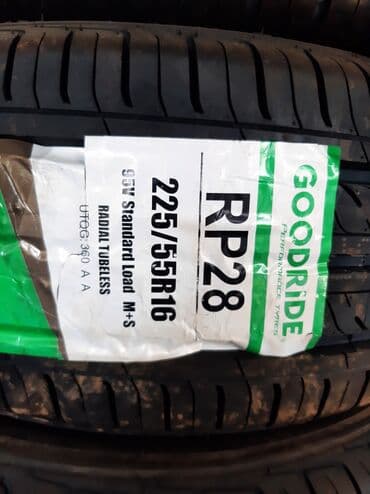 GOODRIDE
PERFORMANCE TYRES
RP28
225/55R16
95V Standard Load M+S
RADIAL TUBELESS
UTQG:360 A A